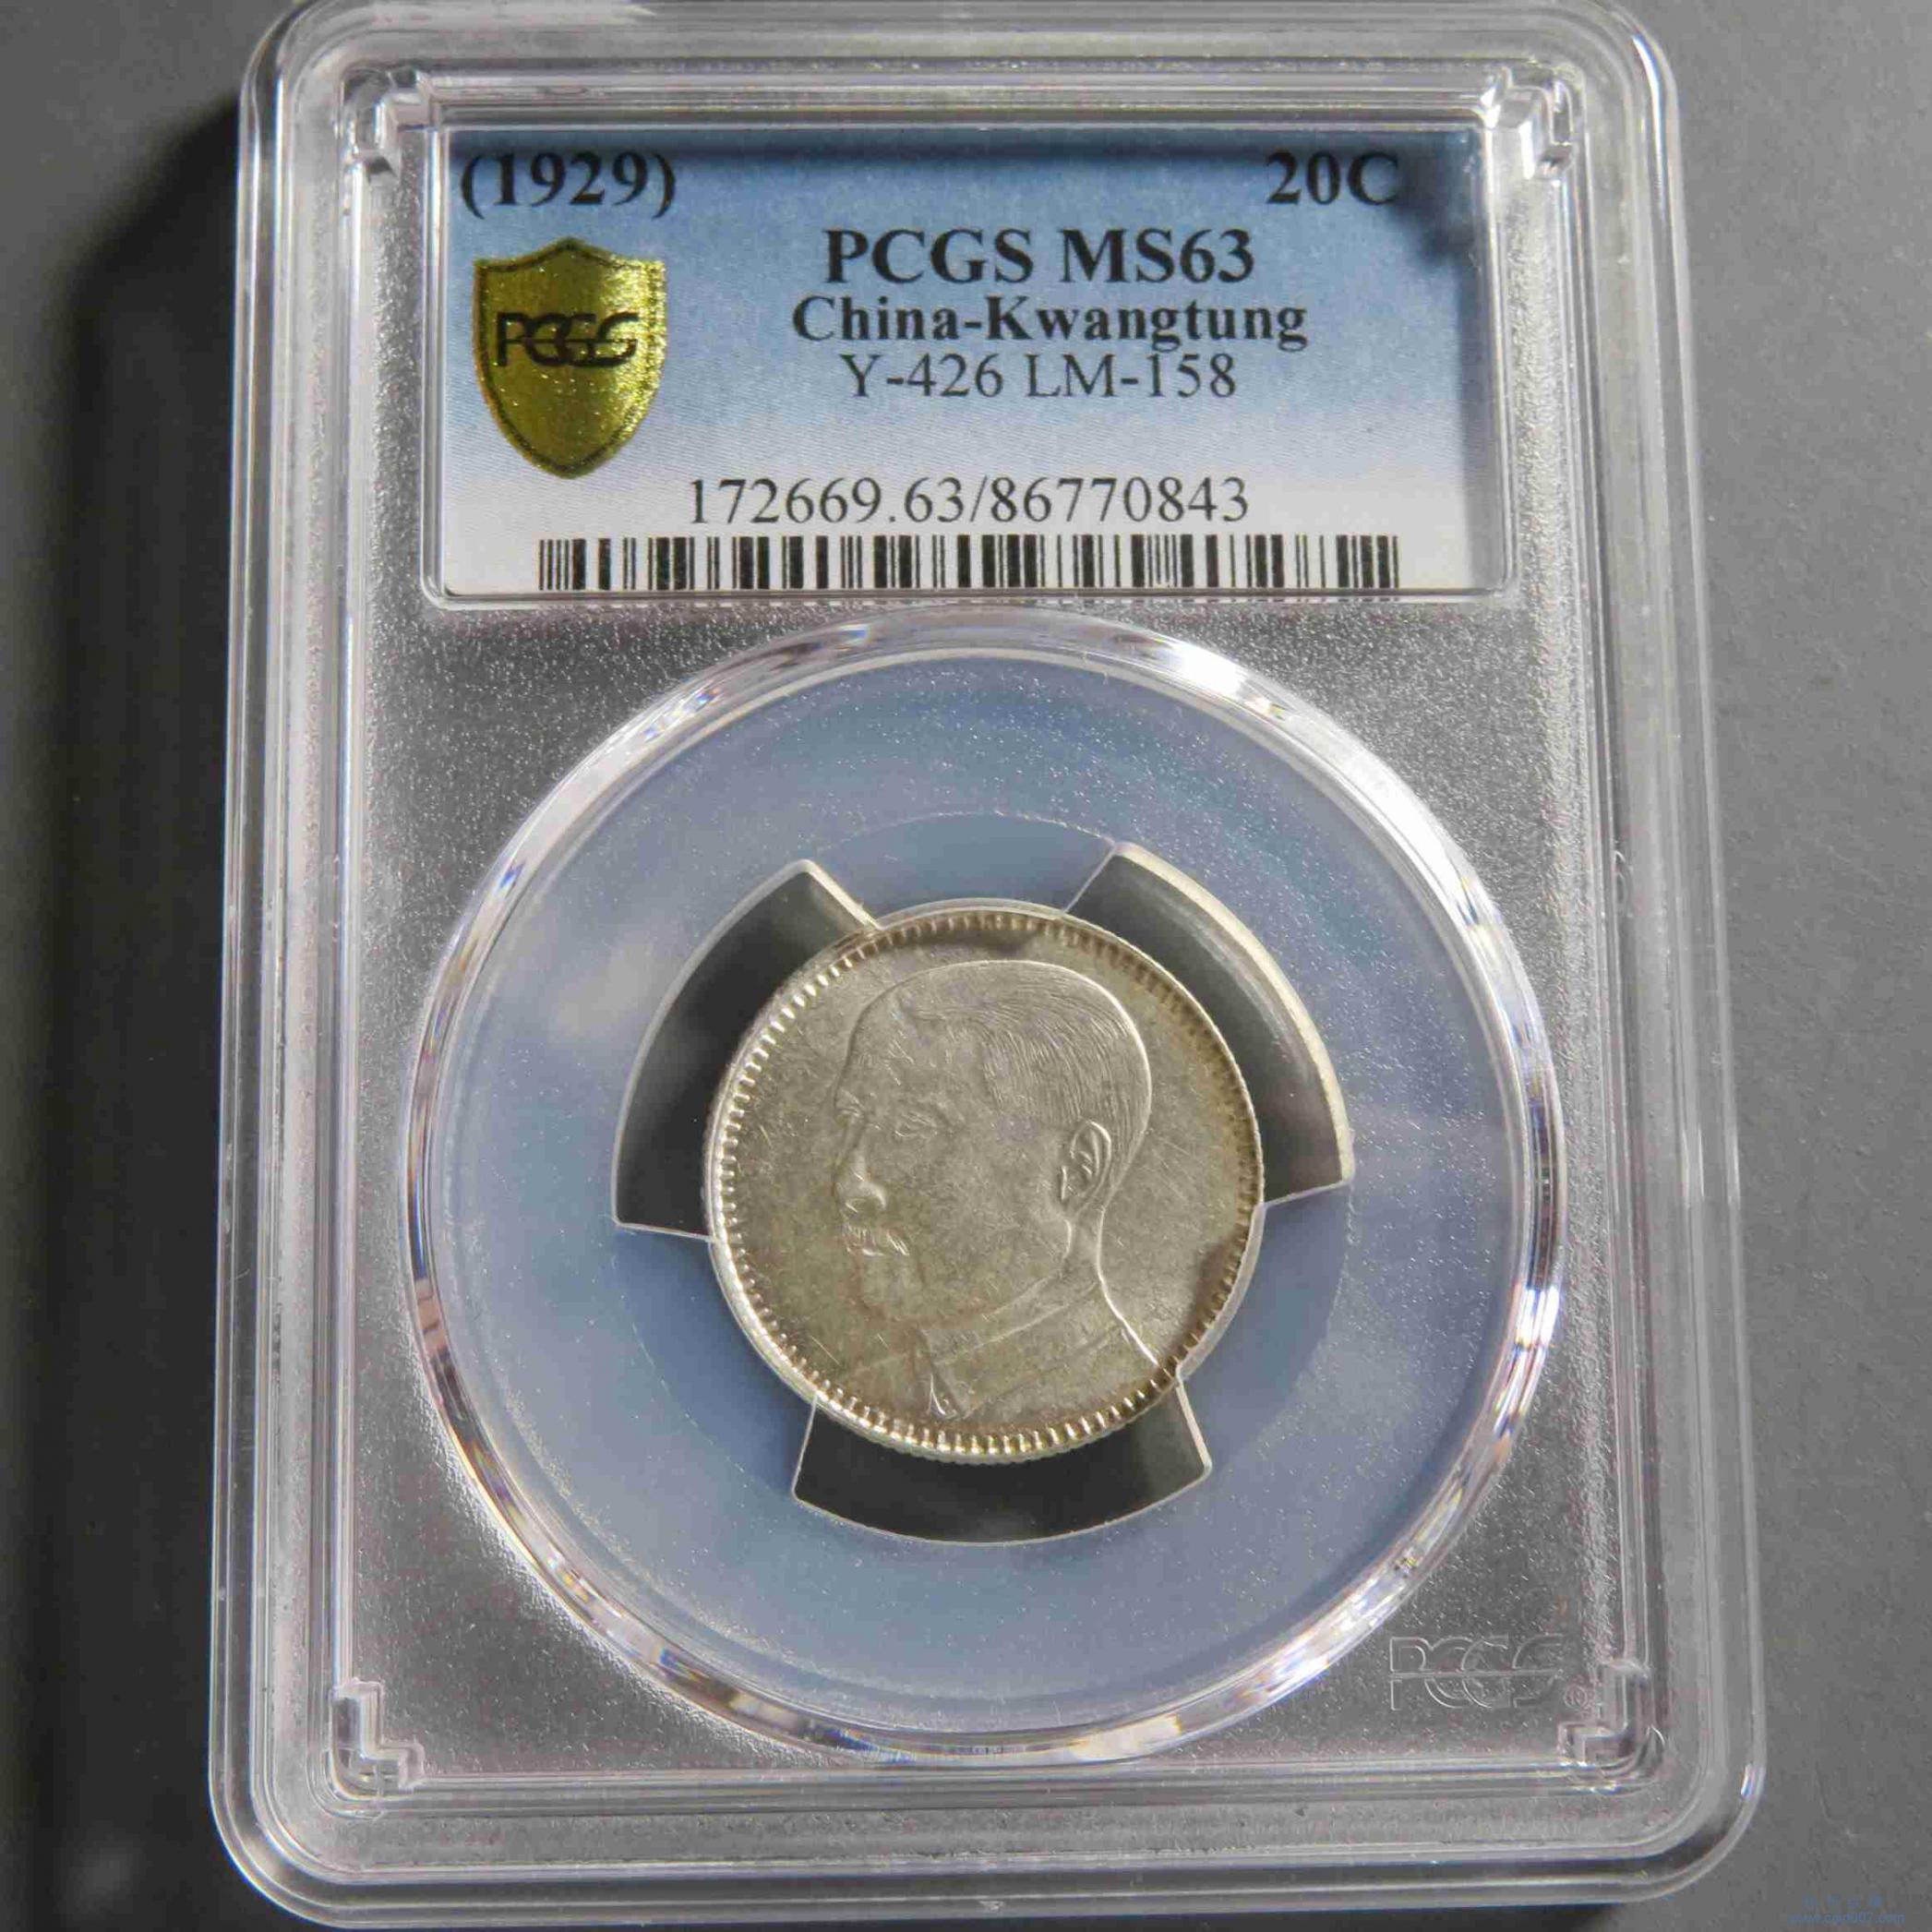 (1929) 20C
PCGS MS63
China-Kwangtung
PCGS
Y-426 LM-158
172669.63/86770843
PCGS